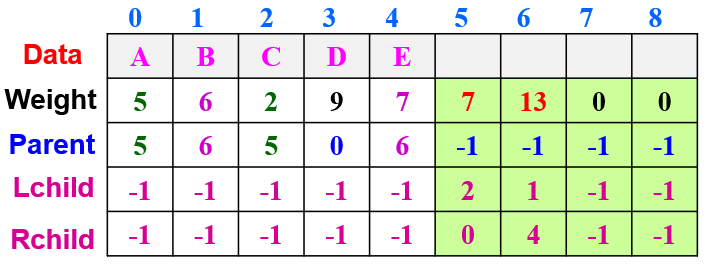 0 1 2 3 4 5 6 7 8
Data A B C D E
Weight 5 6 2 9 7 7 13 0 0
Parent 5 6 5 0 6 -1 -1 -1 -1
Lchild -1 -1 -1 -1 -1 2 1 -1 -1
Rchild -1 -1 -1 -1 -1 0 4 -1 -1